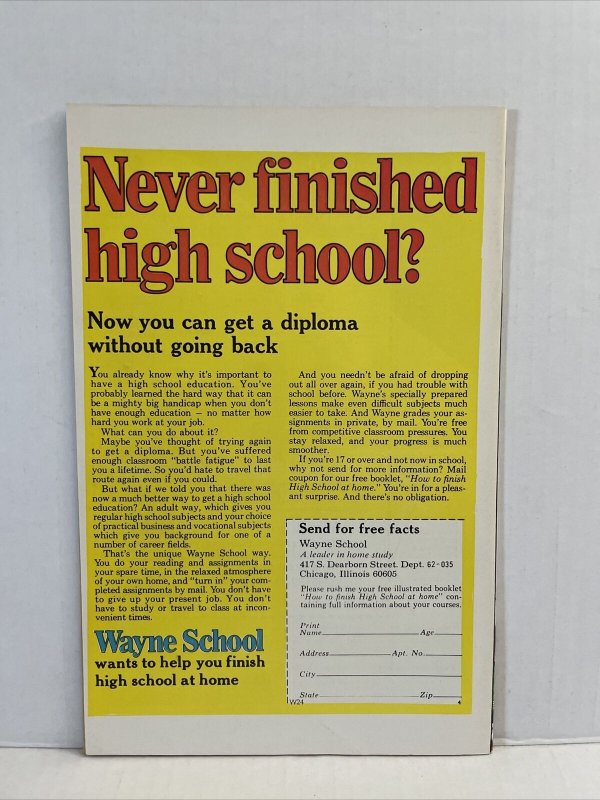 Never finished
high school?
Now you can get a diploma
without going back
You already know why it's important to
have a high school education. You've
probably learned the hard way that it can
be a mighty big handicap when you don't
have enough education — no matter how
hard you work at your job.
What can you do about it?
Maybe you've thought of trying again
to get a diploma. But you've suffered
enough classroom "battle fatigue" to last
you a lifetime. So you'd hate to travel that
route again even if you could.
But what if we told you that there was
now a much better way to get a high school
education? An adult way, which gives you
regular high school subjects and your choice
of practical business and vocational subjects
which give you background for one of a
number of career fields.
That's the unique Wayne School way.
You do your reading and assignments in
your spare time, in the relaxed atmosphere
of your own home, and "turn in" your com-
pleted assignments by mail. You don't have
to give up your present job. You don't
have to study or travel to class at incon-
venient times.
Wayne School
wants to help you finish
high school at home
And you needn't be afraid of dropping
out all over again, if you had trouble with
school before. Wayne's specially prepared
lessons make even difficult subjects much
easier to take. And Wayne grades your as-
signments in private, by mail. You're free
from competitive classroom pressures. You
stay relaxed, and your progress is much
smoother.
If you're 17 or over and not now in school,
why not send for more information? Mail
coupon for our free booklet, "How to finish
High School at home." You're in for a pleas-
ant surprise. And there's no obligation.
Send for free facts
Wayne School
A leader in home study
417 S. Dearborn Street. Dept. 62-035
Chicago, Illinois 60605
Please rush me your free illustrated booklet
"How to finish High School at home" con-
taining full information about your courses.
Print
Name Age
Address Apt. No.
City
State Zip
W24 4